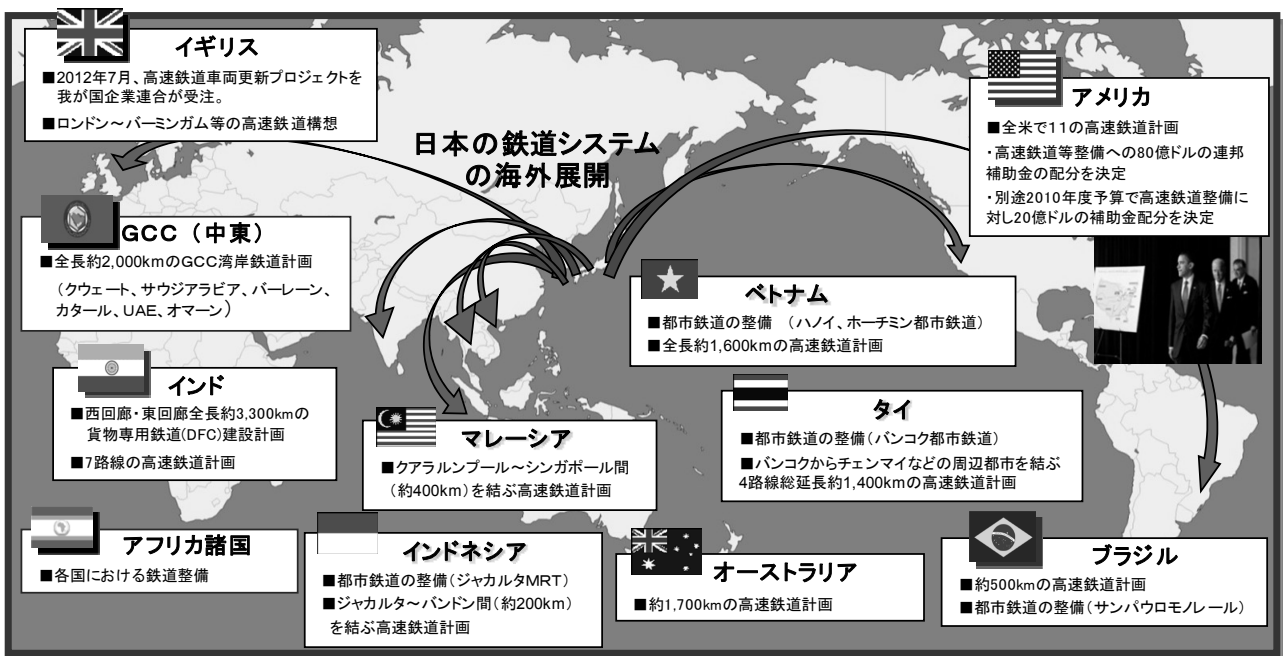 日本の鉄道システム
の海外展開
イギリス
■2012年7月、高速鉄道車両更新プロジェクトを
我が国企業連合が受注。
■ロンドン～バーミンガム等の高速鉄道構想
アメリカ
■全米で11の高速鉄道計画
・高速鉄道等整備への80億ドルの連邦
補助金の配分を決定
・別途2010年度予算で高速鉄道整備に
対し20億ドルの補助金配分を決定
GCC（中東）
■全長約2,000kmのGCC湾岸鉄道計画
（クウェート、サウジアラビア、バーレーン、
カタール、UAE、オマーン）
ベトナム
■都市鉄道の整備　（ハノイ、ホーチミン都市鉄道）
■全長約1,600kmの高速鉄道計画
インド
■西回廊・東回廊全長約3,300kmの
貨物専用鉄道(DFC)建設計画
■7路線の高速鉄道計画
マレーシア
■クアラルンプール～シンガポール間
（約400km）を結ぶ高速鉄道計画
タイ
■都市鉄道の整備（バンコク都市鉄道）
■バンコクからチェンマイなどの周辺都市を結ぶ
4路線総延長約1,400kmの高速鉄道計画
アフリカ諸国
■各国における鉄道整備
インドネシア
■都市鉄道の整備（ジャカルタMRT）
■ジャカルタ～バンドン間（約200km）
を結ぶ高速鉄道計画
オーストラリア
■約1,700kmの高速鉄道計画
ブラジル
■約500kmの高速鉄道計画
■都市鉄道の整備（サンパウロモノレール）